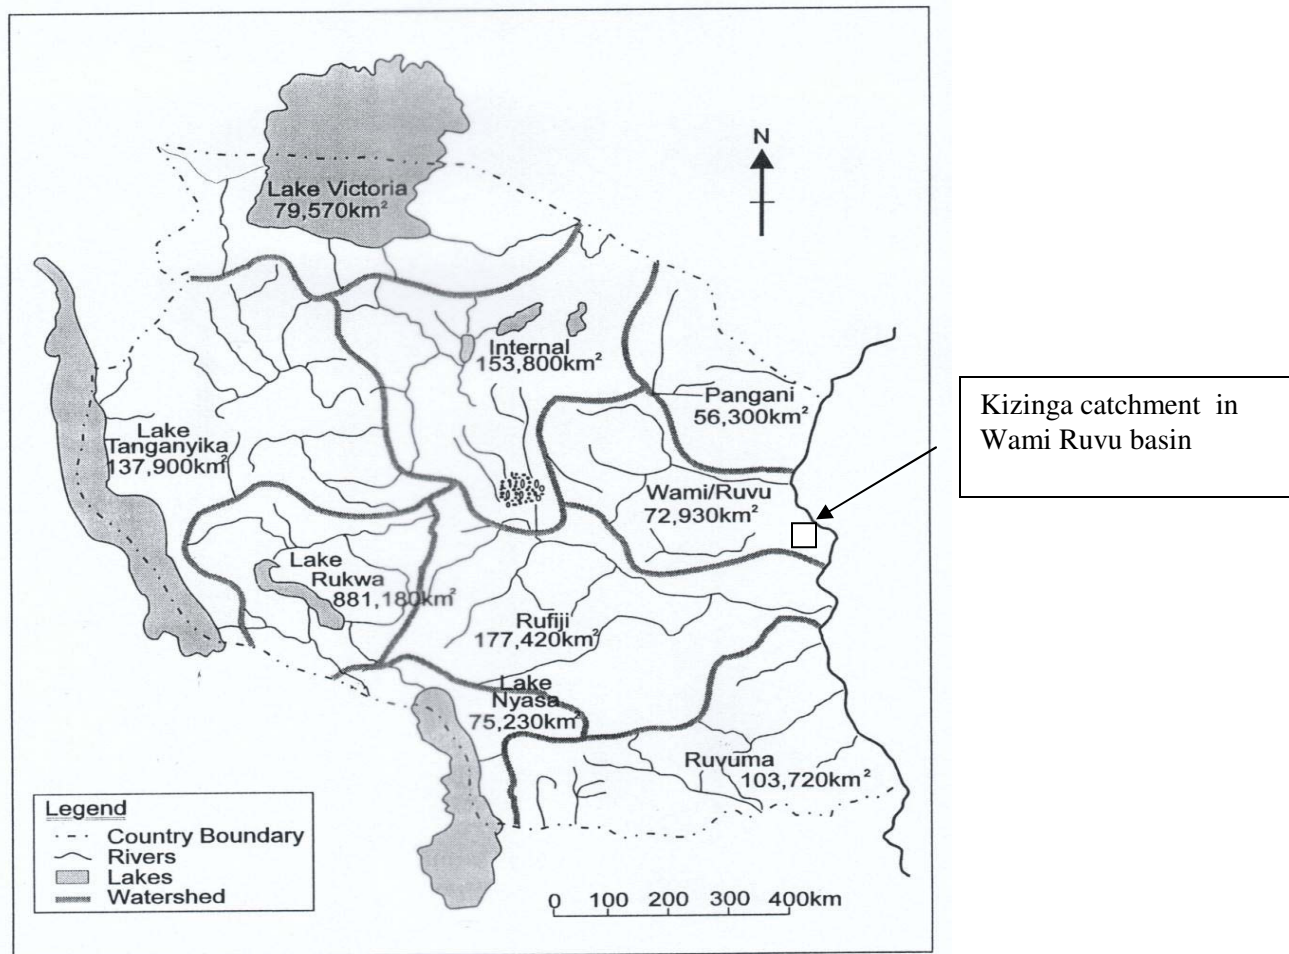 N
Lake Victoria
79,570km²
Internal
153,800km²
Pangani
56,300km²
Kizinga catchment in
Wami Ruvu basin
Lake
Tanganyika
137,900km²
Wami/Ruvu
72,930km²
Lake
Rukwa
881,180km²
Rufiji
177,420km²
Lake
Nyasa
75,230km²
Ruvuma
103,720km²
Legend
Country Boundary
Rivers
Lakes
Watershed
0 100 200 300 400km